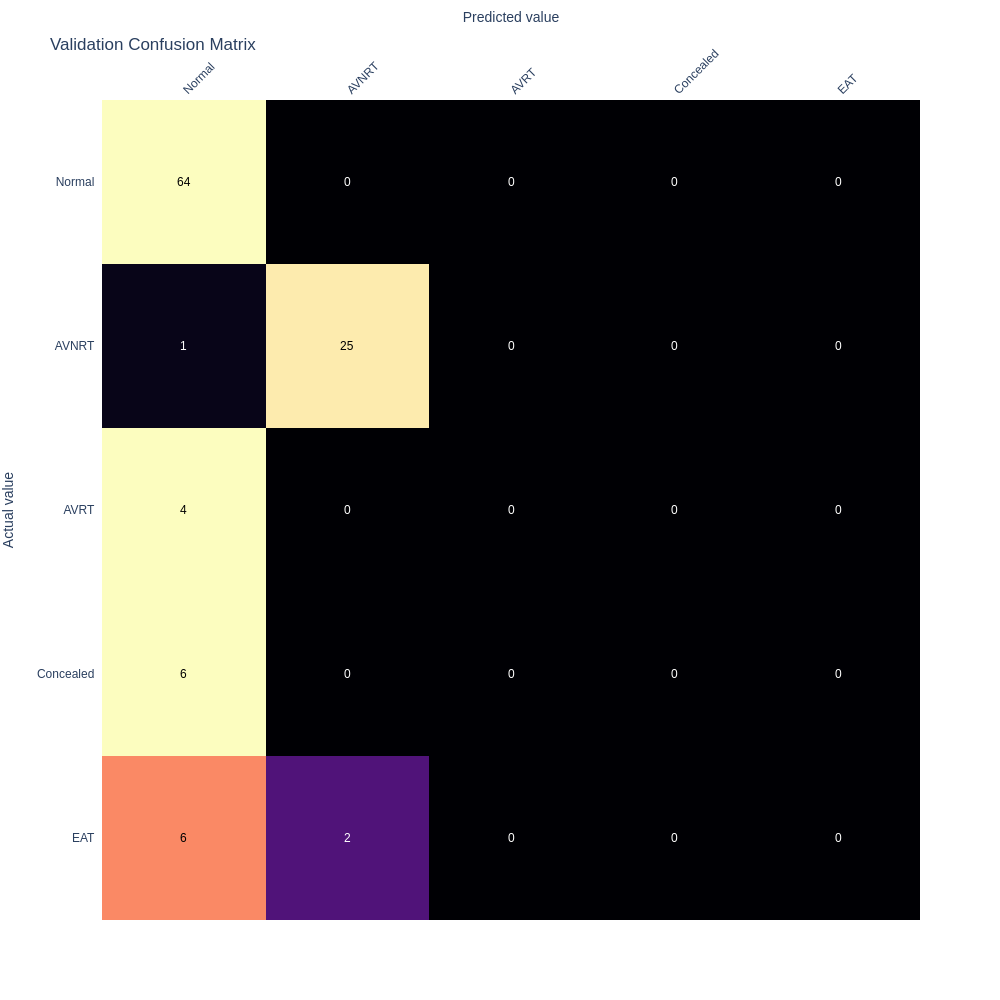 Predicted value
Validation Confusion Matrix
Normal AVNRT AVRT Concealed EAT
Normal 64 0 0 0 0
AVNRT 1 25 0 0 0
AVRT 4 0 0 0 0
Actual value
Concealed 6 0 0 0 0
EAT 6 2 0 0 0